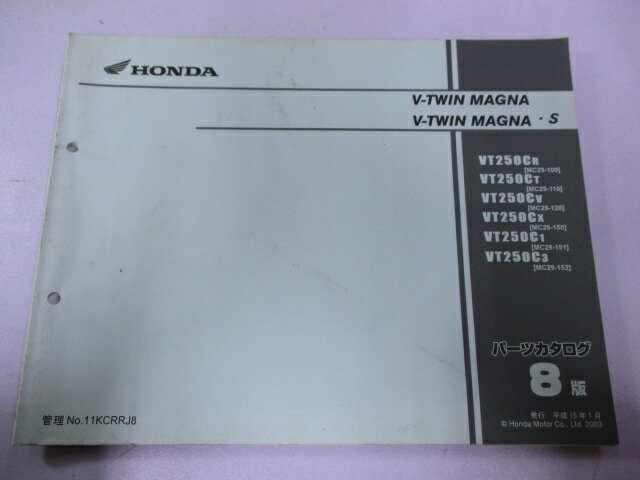 HONDA
V-TWIN MAGNA
V-TWIN MAGNA・S
VT250CR
[MC29-100]
VT250CT
[MC29-110]
VT250CV
[MC29-120]
VT250CX
[MC29-150]
VT250C1
[MC29-151]
VT250C3
[MC29-152]
パーツカタログ
8版
発行 平成15年1月
© Honda Motor Co., Ltd. 2003
管理 No.11KCRRJ8